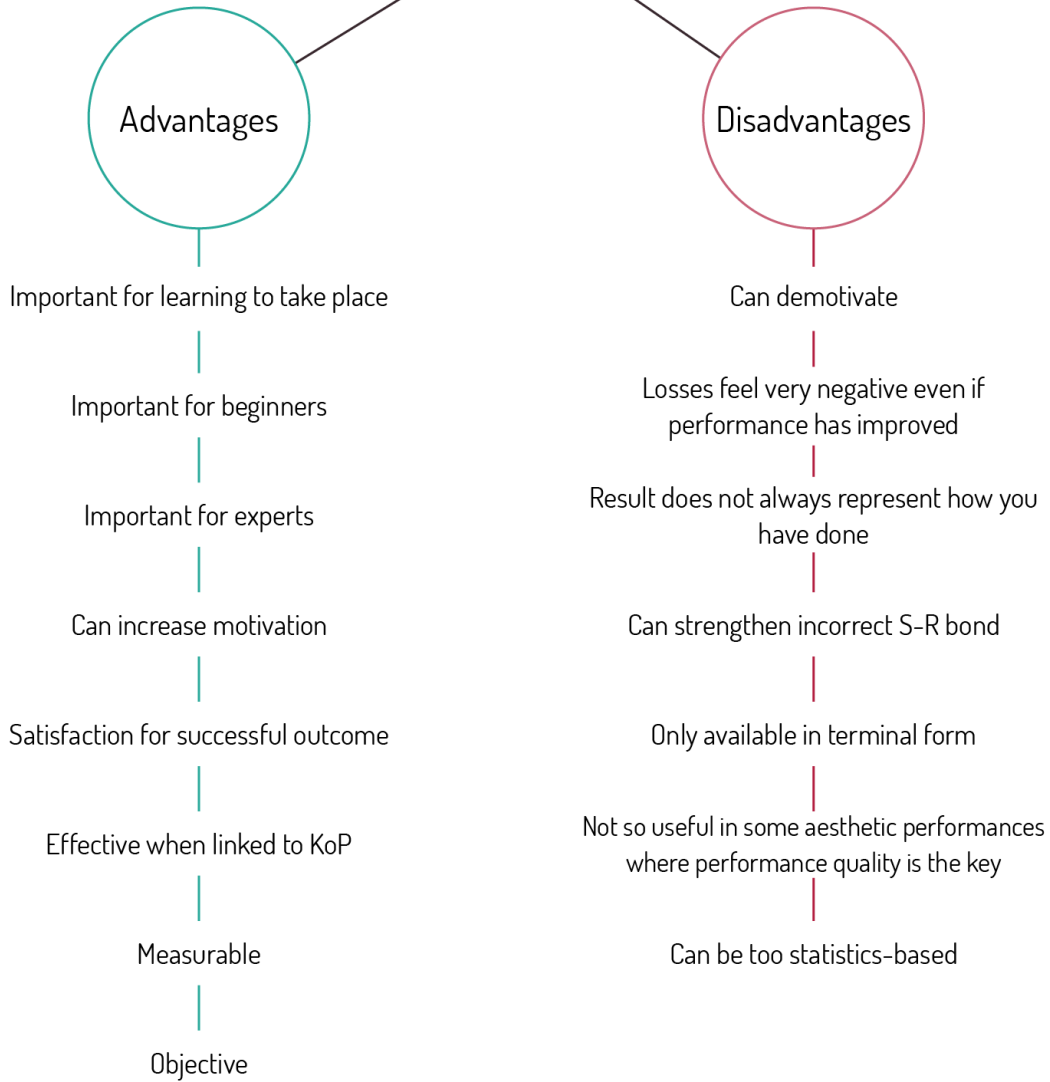 Advantages
Important for learning to take place
Important for beginners
Important for experts
Can increase motivation
Satisfaction for successful outcome
Effective when linked to KoP
Measurable
Objective
Disadvantages
Can demotivate
Losses feel very negative even if
performance has improved
Result does not always represent how you
have done
Can strengthen incorrect S-R bond
Only available in terminal form
Not so useful in some aesthetic performances
where performance quality is the key
Can be too statistics-based